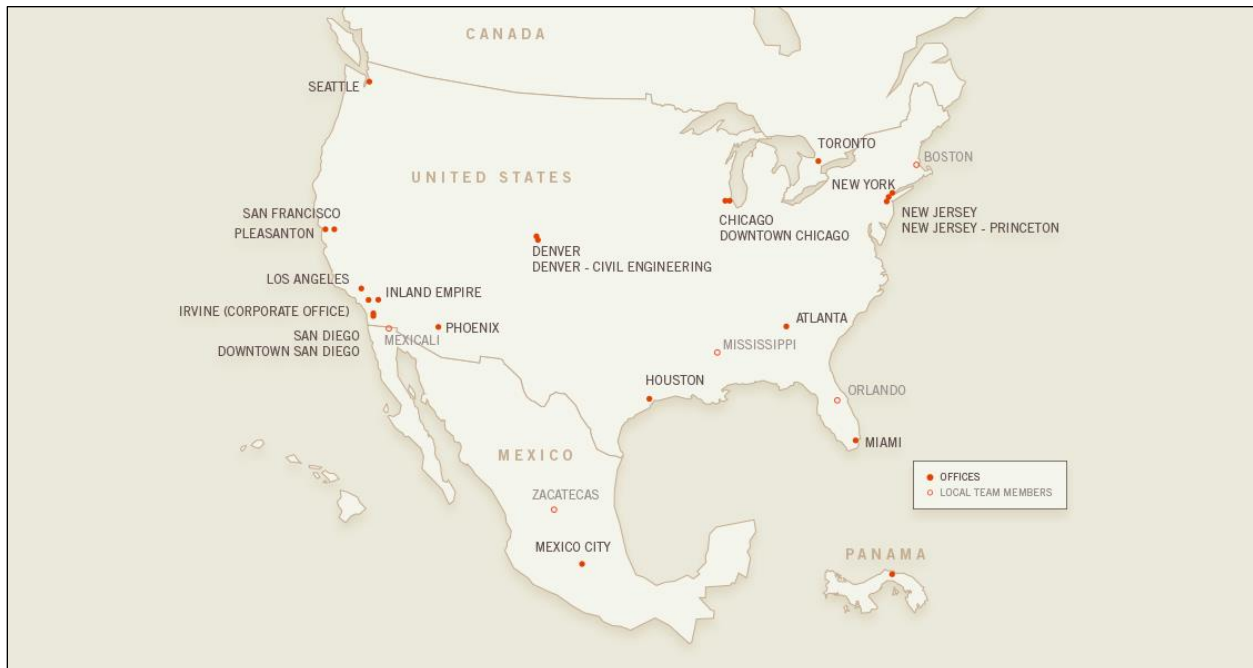 CANADA
SEATTLE
TORONTO
BOSTON
UNITED STATES
NEW YORK
SAN FRANCISCO
PLEASANTON
CHICAGO
DOWNTOWN CHICAGO
NEW JERSEY
NEW JERSEY - PRINCETON
DENVER
DENVER - CIVIL ENGINEERING
LOS ANGELES
INLAND EMPIRE
IRVINE (CORPORATE OFFICE)
SAN DIEGO
DOWNTOWN SAN DIEGO
MEXICALI
PHOENIX
ATLANTA
MISSISSIPPI
HOUSTON
ORLANDO
MIAMI
MEXICO
ZACATECAS
MEXICO CITY
OFFICES
LOCAL TEAM MEMBERS
PANAMA